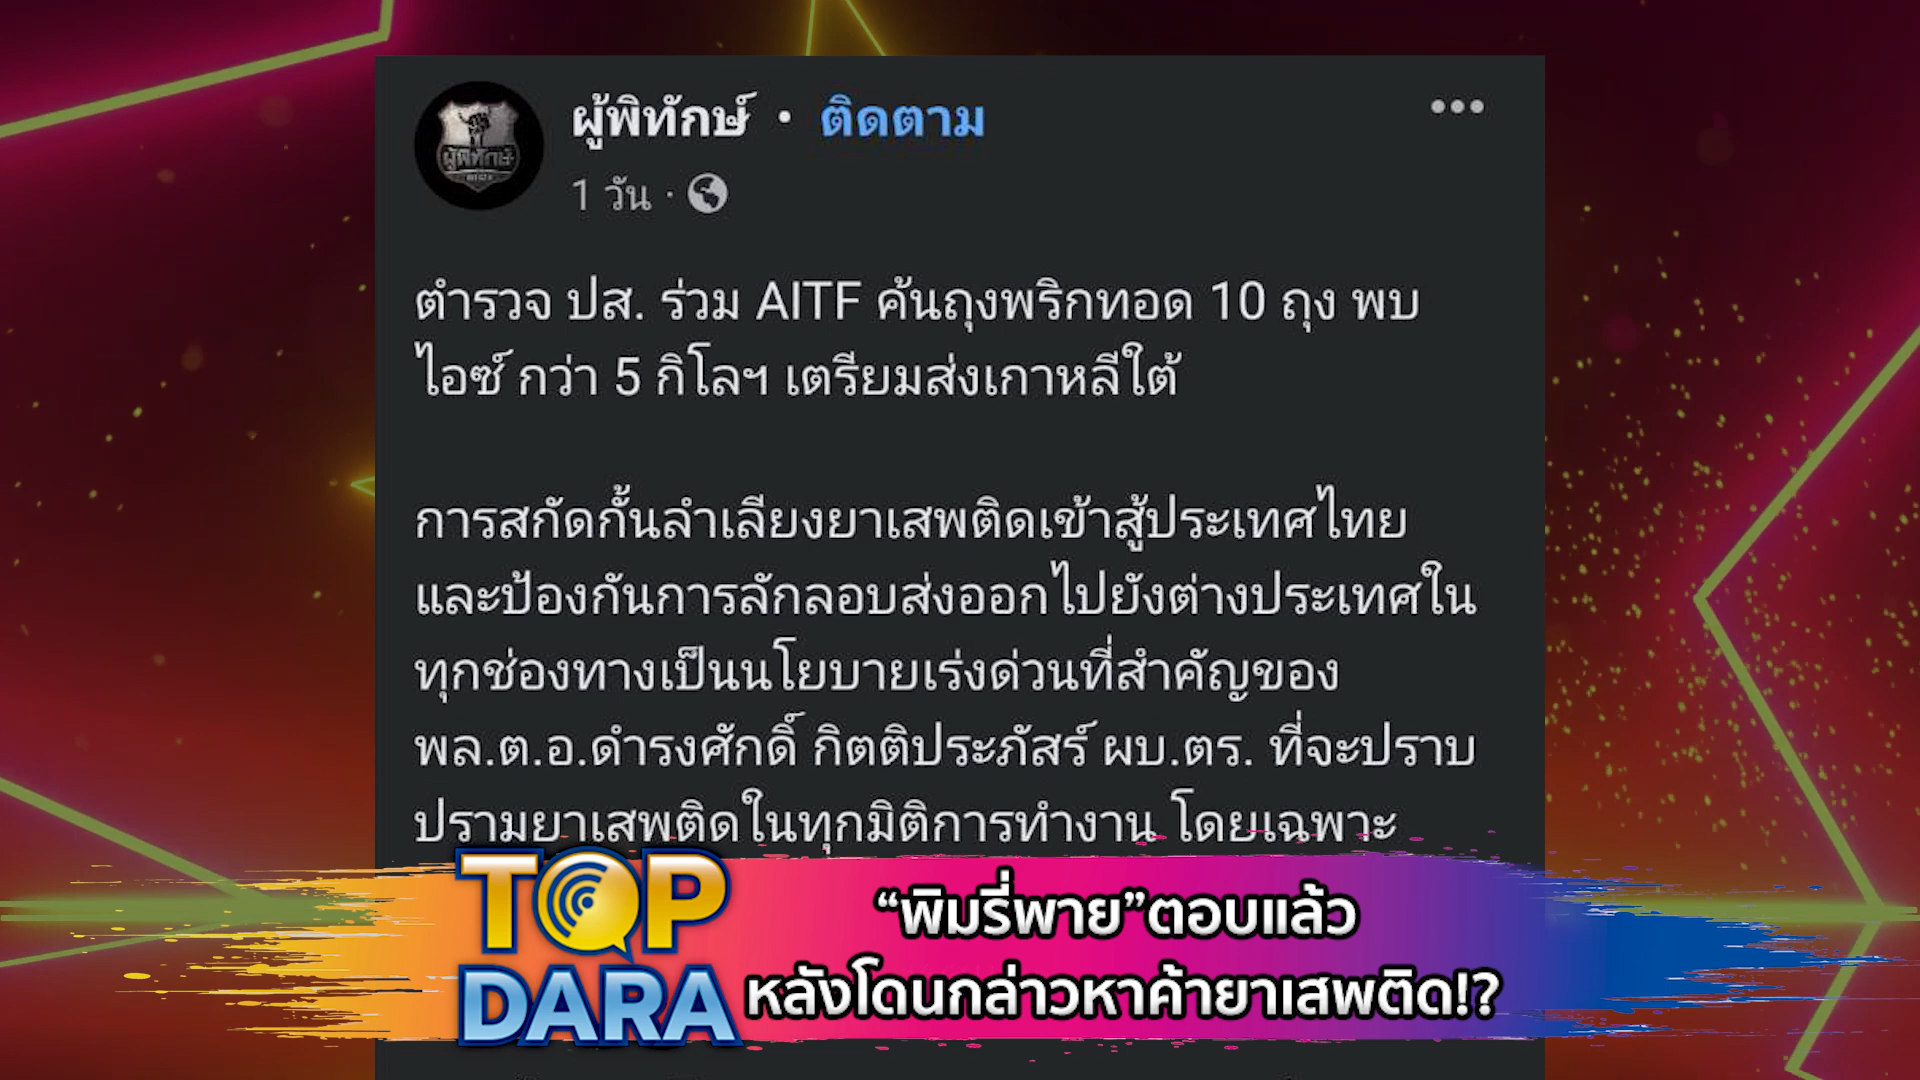 ผู้พิทักษ์ · ติดตาม
1 วัน ·
ผู้พิทักษ์
ตำรวจ ปส. ร่วม AITF ค้นถุงพริกทอด 10 ถุง พบ
ไอซ์ กว่า 5 กิโลฯ เตรียมส่งเกาหลีใต้
การสกัดกั้นลำเลียงยาเสพติดเข้าสู้ประเทศไทย
และป้องกันการลักลอบส่งออกไปยังต่างประเทศใน
ทุกช่องทางเป็นนโยบายเร่งด่วนที่สำคัญของ
พล.ต.อ.ดำรงศักดิ์ กิตติประภัสร์ ผบ.ตร. ที่จะปราบ
ปรามยาเสพติดในทุกมิติการทำงาน โดยเฉพาะ
TOP
DARA
“พิมรี่พาย”ตอบแล้ว
หลังโดนกล่าวหาค้ายาเสพติด!?